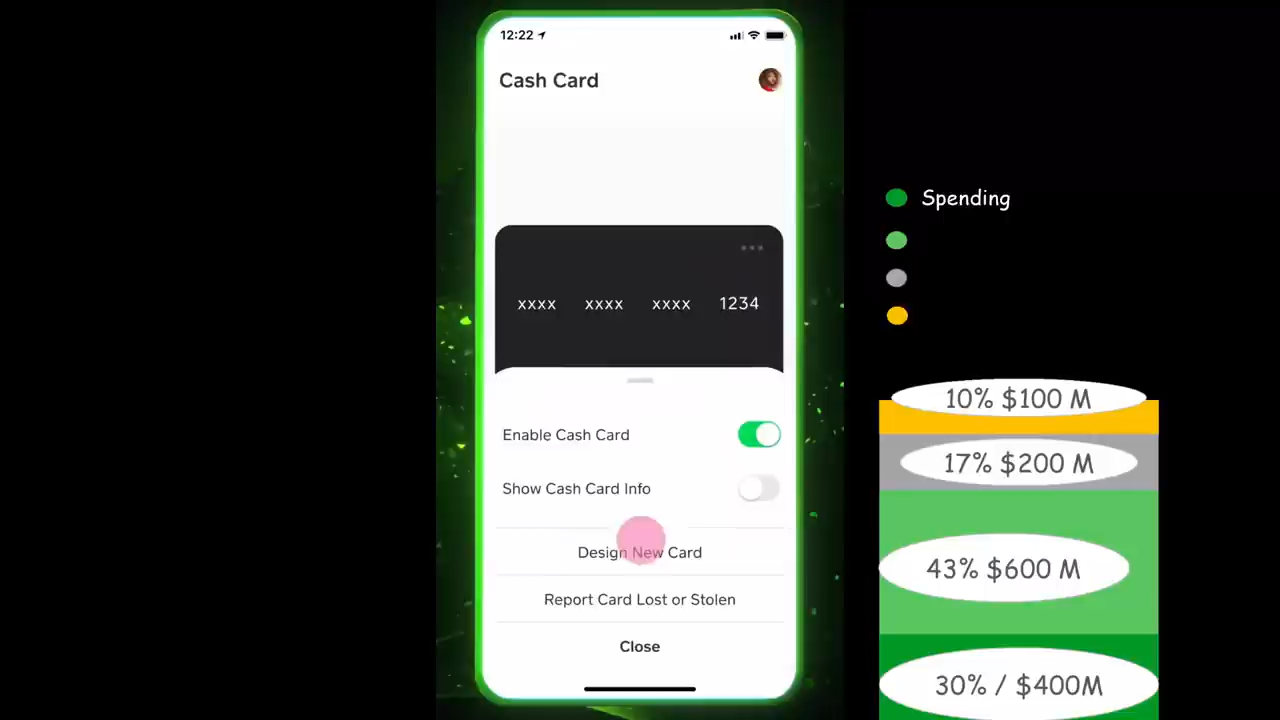 12:22
Cash Card
xxxx xxxx xxxx 1234
Enable Cash Card
Show Cash Card Info
Design New Card
Report Card Lost or Stolen
Close
Spending
10% $100 M
17% $200 M
43% $600 M
30% / $400M